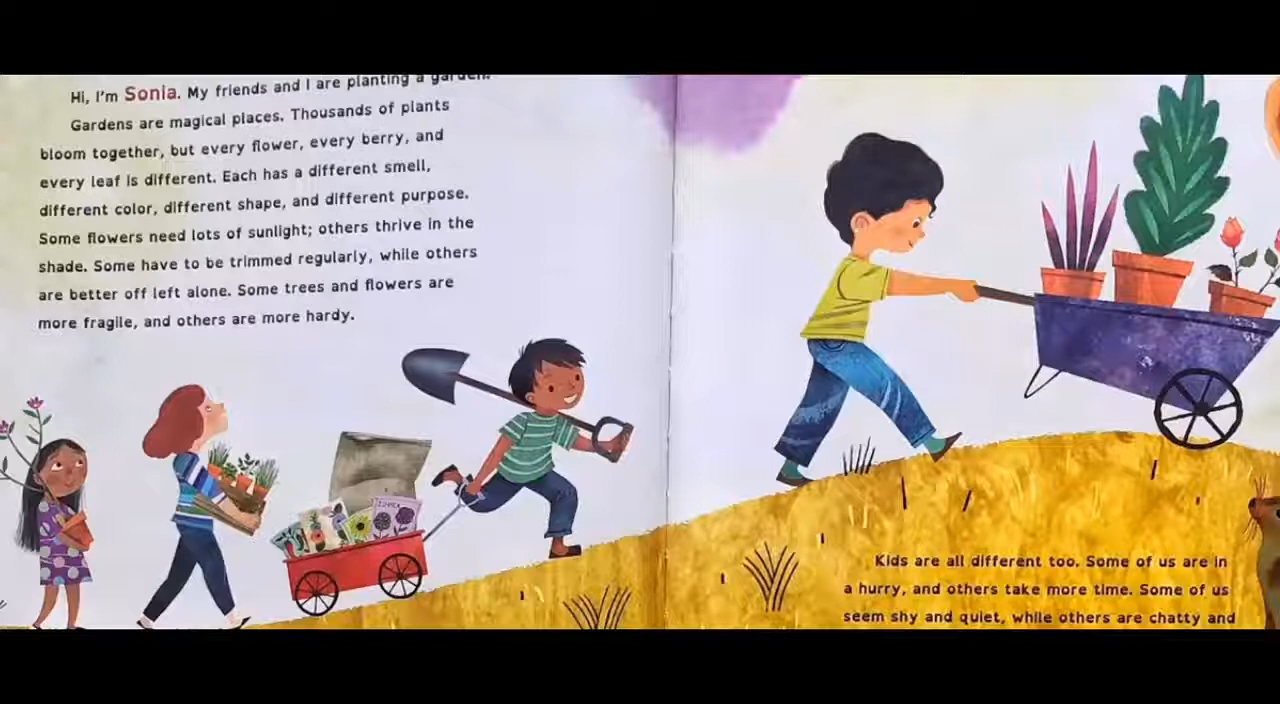 Hi, I'm Sonia. My friends and I are planting a garden.
Gardens are magical places. Thousands of plants
bloom together, but every flower, every berry, and
every leaf is different. Each has a different smell,
different color, different shape, and different purpose.
Some flowers need lots of sunlight; others thrive in the
shade. Some have to be trimmed regularly, while others
are better off left alone. Some trees and flowers are
more fragile, and others are more hardy.
Kids are all different too. Some of us are in
a hurry, and others take more time. Some of us
seem shy and quiet, while others are chatty and